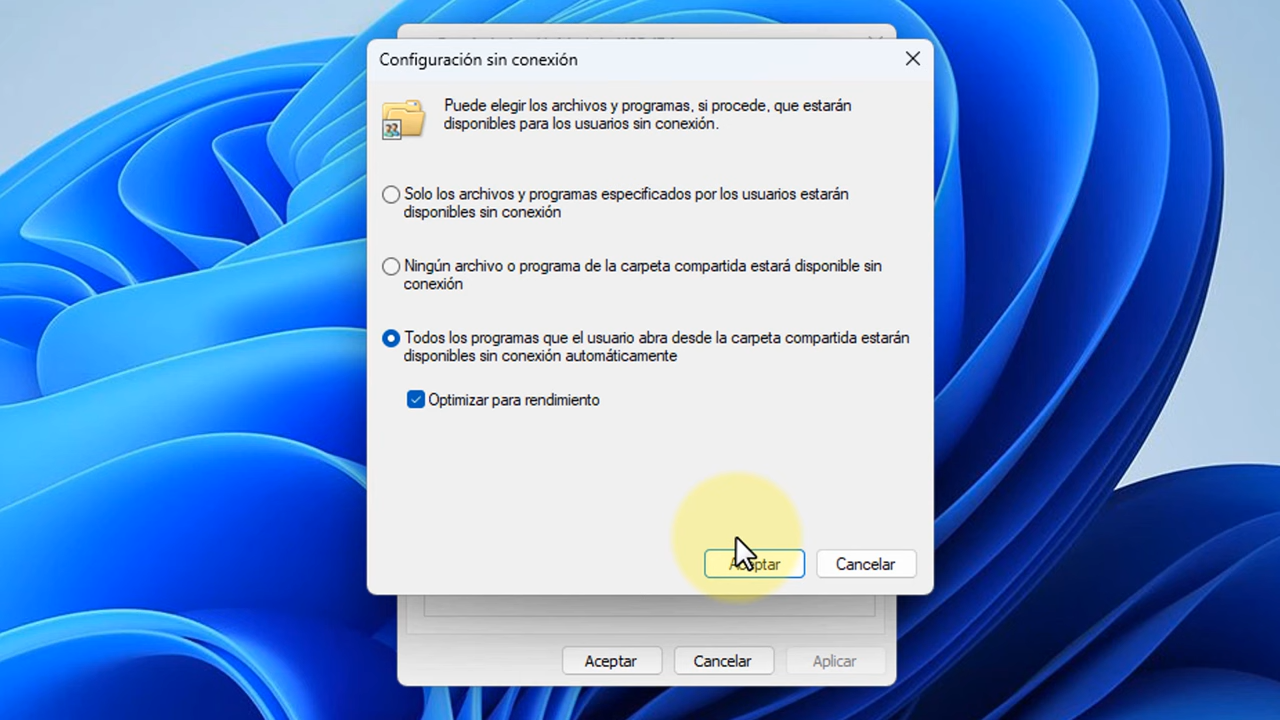 Configuración sin conexión
Puede elegir los archivos y programas, si procede, que estarán
disponibles para los usuarios sin conexión.
Solo los archivos y programas especificados por los usuarios estarán
disponibles sin conexión
Ningún archivo o programa de la carpeta compartida estará disponible sin
conexión
Todos los programas que el usuario abra desde la carpeta compartida estarán
disponibles sin conexión automáticamente
Optimizar para rendimiento
Aceptar Cancelar
Aceptar Cancelar Aplicar